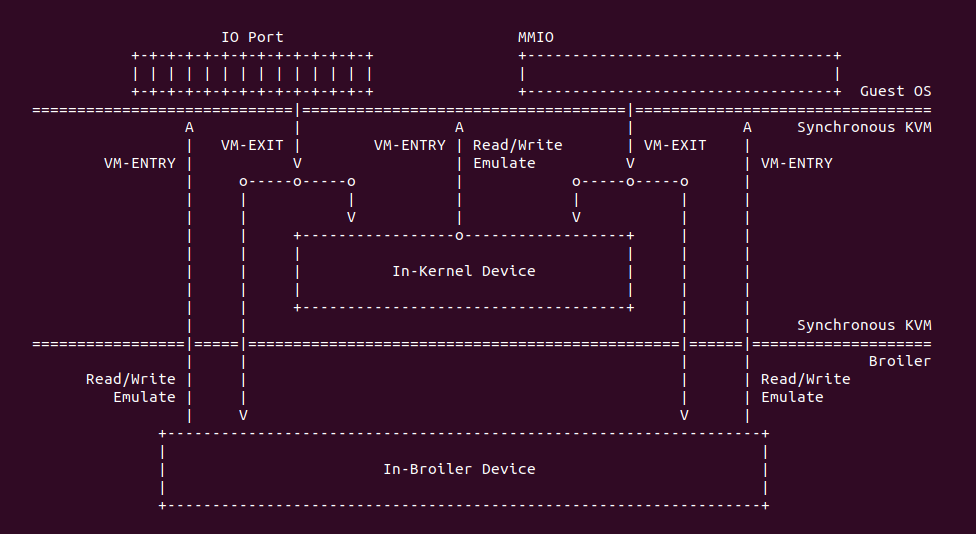 IO Port MMIO
Guest OS
Synchronous KVM
VM-EXIT VM-ENTRY Read/Write VM-EXIT
VM-ENTRY Emulate VM-ENTRY
In-Kernel Device
Synchronous KVM
Broiler
Read/Write Read/Write
Emulate Emulate
In-Broiler Device